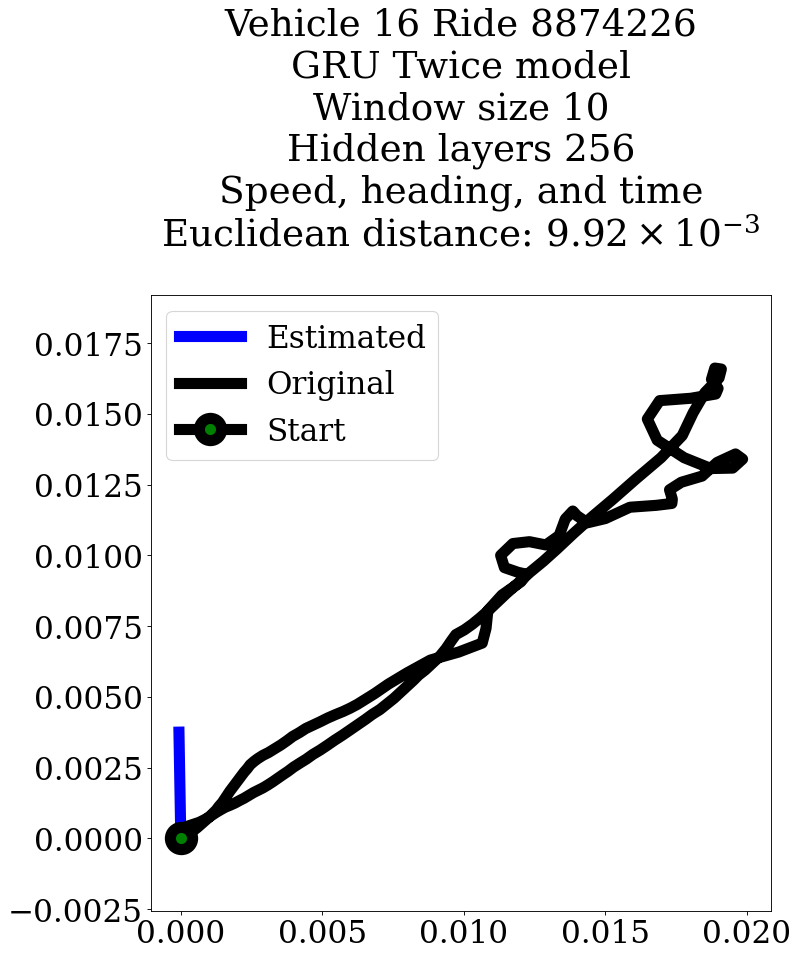 Vehicle 16 Ride 8874226
GRU Twice model
Window size 10
Hidden layers 256
Speed, heading, and time
Euclidean distance: 9.92 × 10⁻³
Estimated
Original
Start
0.0175
0.0150
0.0125
0.0100
0.0075
0.0050
0.0025
0.0000
−0.0025
0.000 0.005 0.010 0.015 0.020